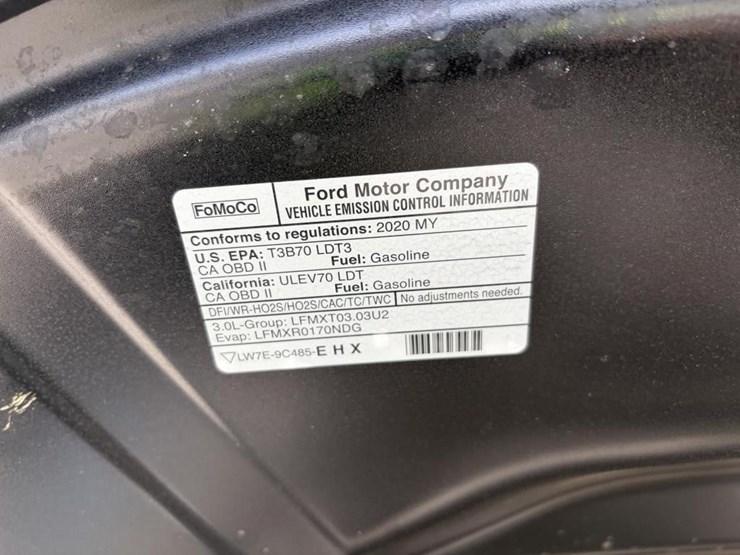 FoMoCo
Ford Motor Company
VEHICLE EMISSION CONTROL INFORMATION
Conforms to regulations: 2020 MY
U.S. EPA: T3B70 LDT3
CA OBD II Fuel: Gasoline
California: ULEV70 LDT
CA OBD II Fuel: Gasoline
DFI/WR-HO2S/HO2S/CAC/TC/TWC No adjustments needed.
3.0L-Group: LFMXT03.03U2
Evap: LFMXR0170NDG
LW7E-9C485-E H X